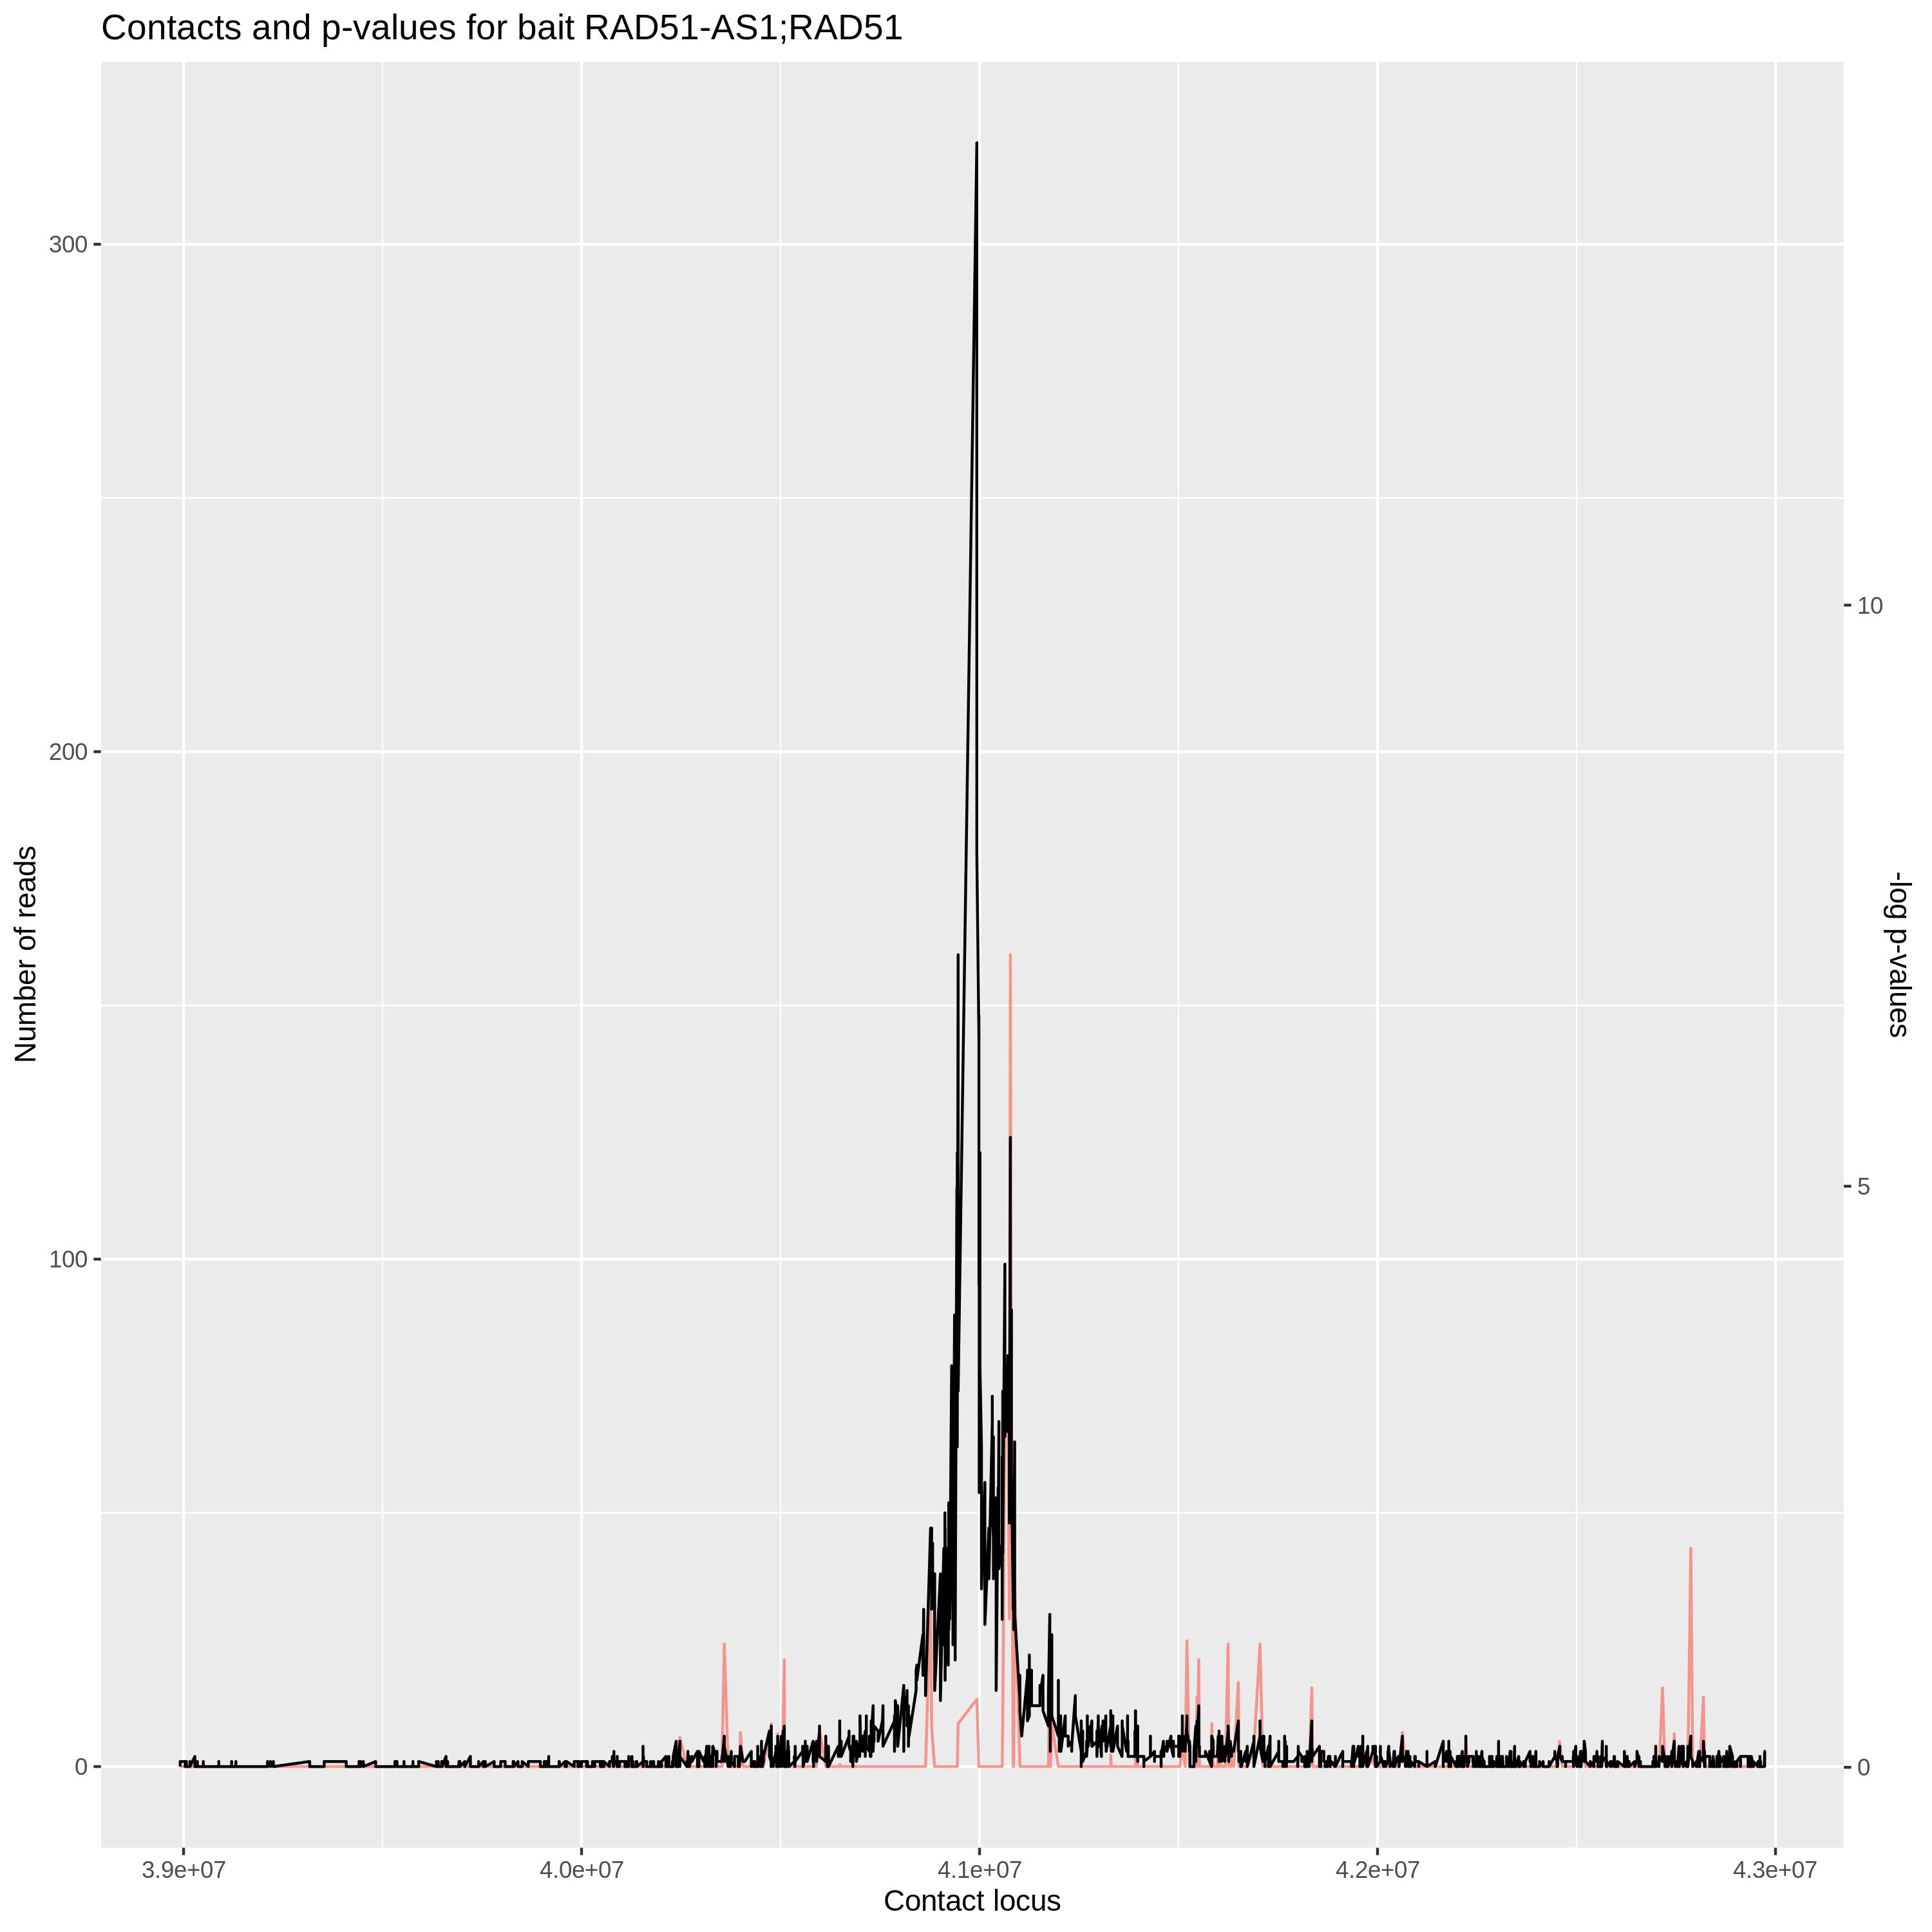 Contacts and p-values for bait RAD51-AS1;RAD51
300
200
100
0
Number of reads
10
5
0
-log p-values
3.9e+07 4.0e+07 4.1e+07 4.2e+07 4.3e+07
Contact locus